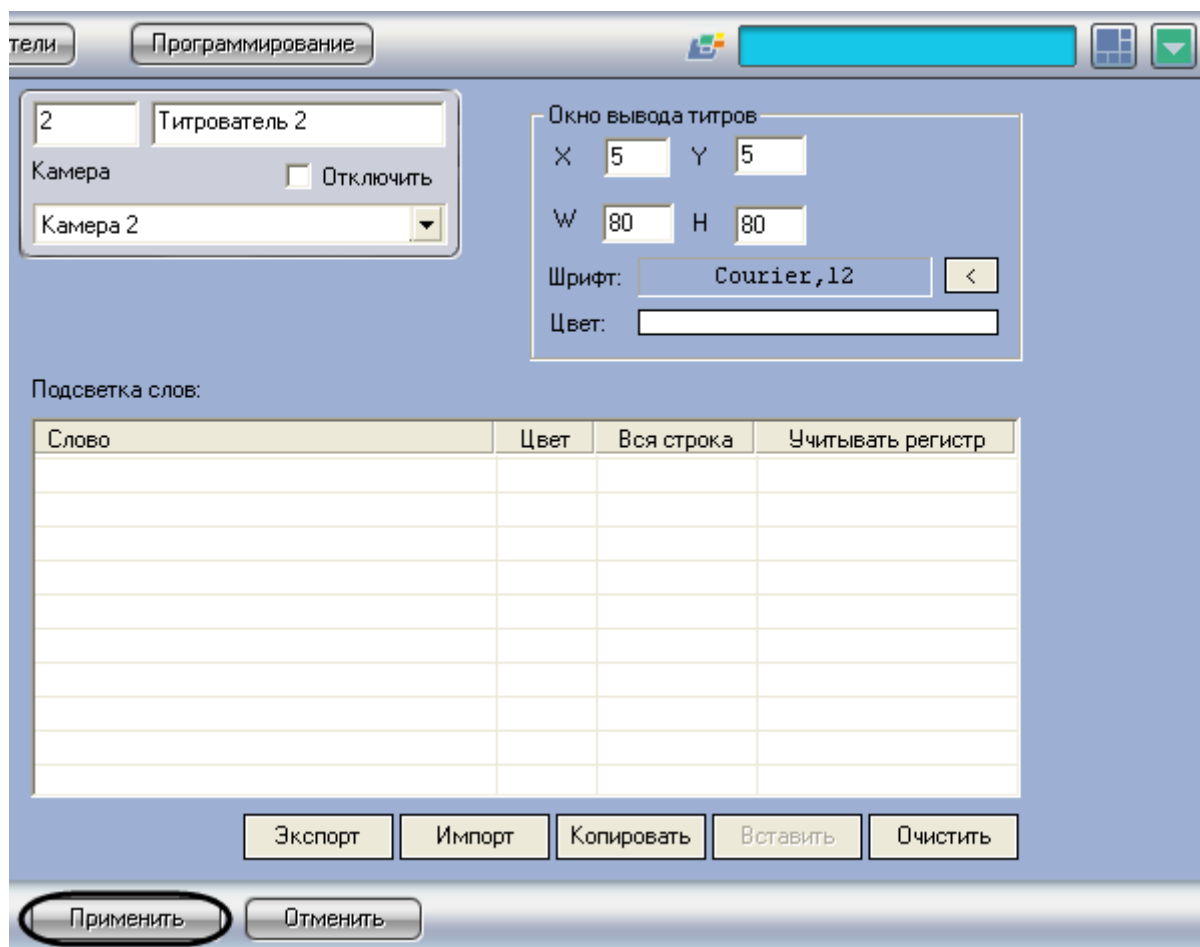 тели Программирование
2 Титрователь 2
Камера Отключить
Камера 2
Окно вывода титров
X 5 Y 5
W 80 H 80
Шрифт: Courier,12 <
Цвет:
Подсветка слов:
Слово Цвет Вся строка Учитывать регистр
Экспорт Импорт Копировать Вставить Очистить
Применить Отменить